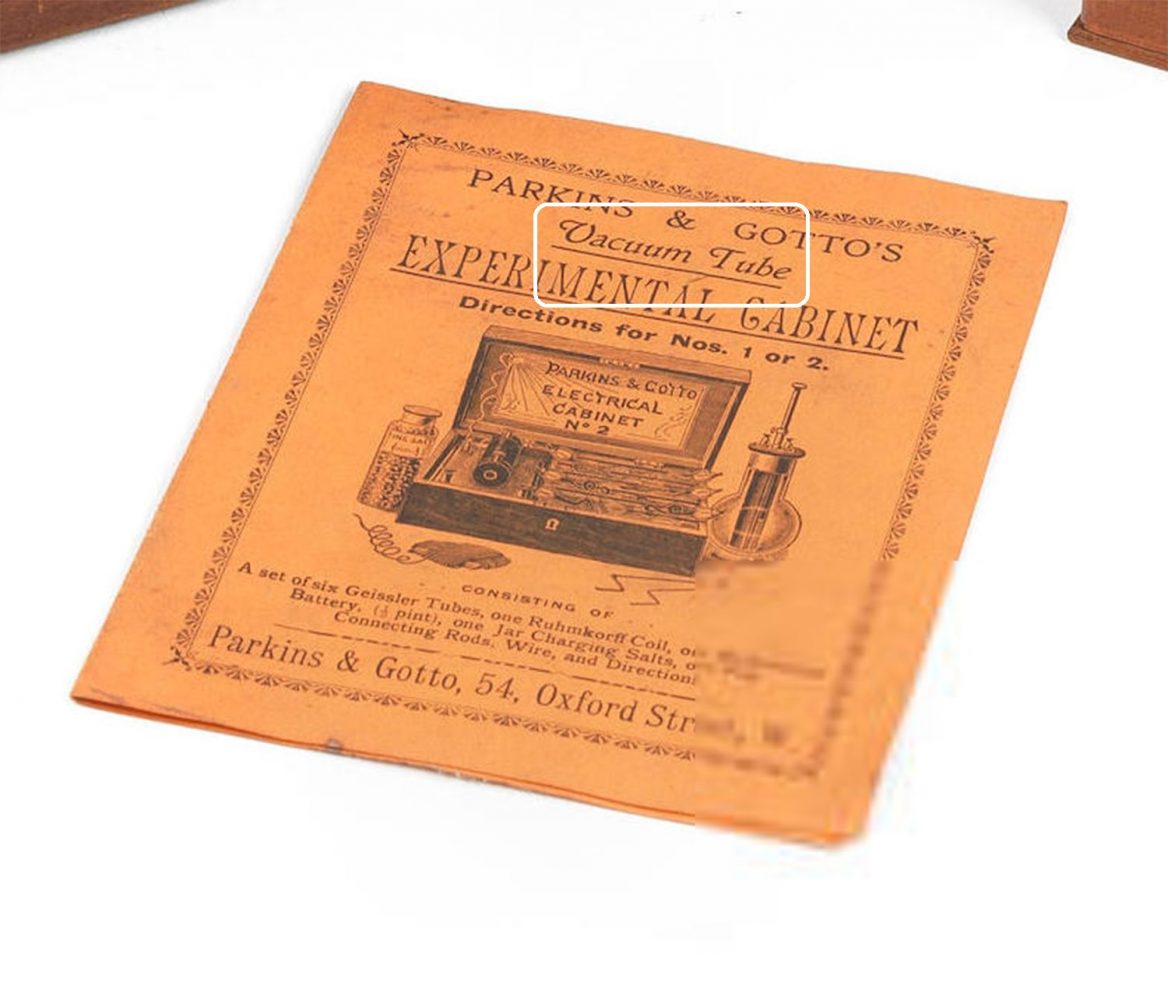 PARKINS & GOTTO'S
Vacuum Tube
EXPERIMENTAL CABINET
Directions for Nos. 1 or 2.
PARKINS & GOTTO
ELECTRICAL
CABINET
No 2
CONSISTING OF
A set of six Geissler Tubes, one Ruhmkorff Coil,
Battery, (½ pint), one Jar Charging Salts,
Connecting Rods, Wire, and
Parkins & Gotto, 54, Oxford